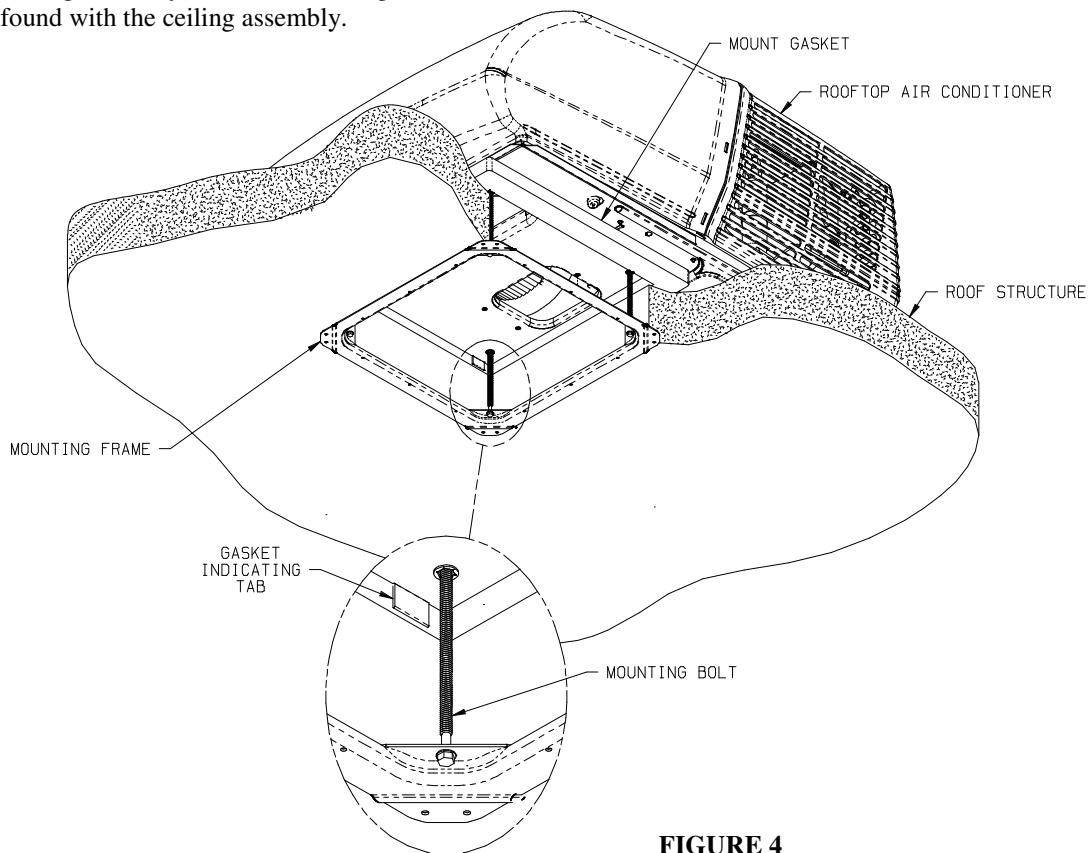 found with the ceiling assembly.
MOUNT GASKET
ROOFTOP AIR CONDITIONER
ROOF STRUCTURE
MOUNTING FRAME
GASKET
INDICATING
TAB
MOUNTING BOLT
FIGURE 4